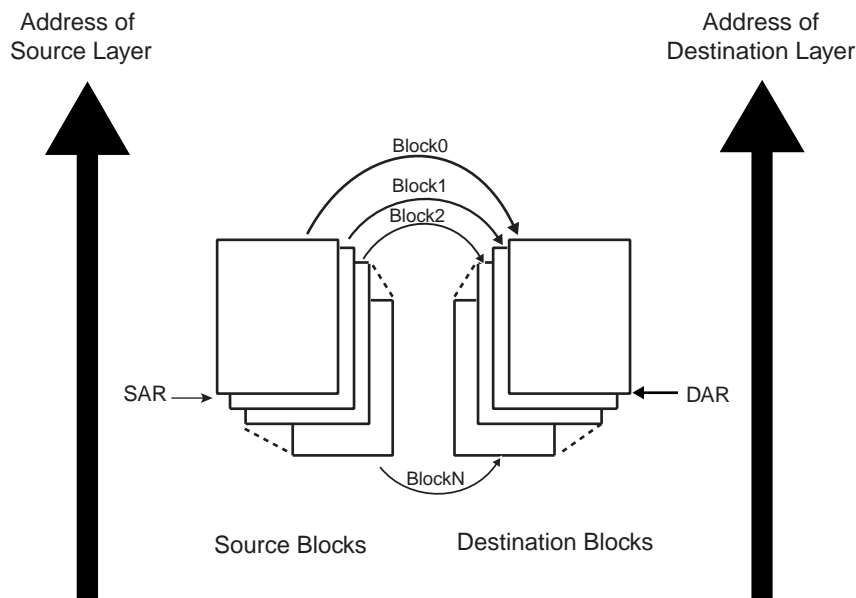 Address of
Source Layer
Address of
Destination Layer
Block0
Block1
Block2
SAR
DAR
BlockN
Source Blocks
Destination Blocks